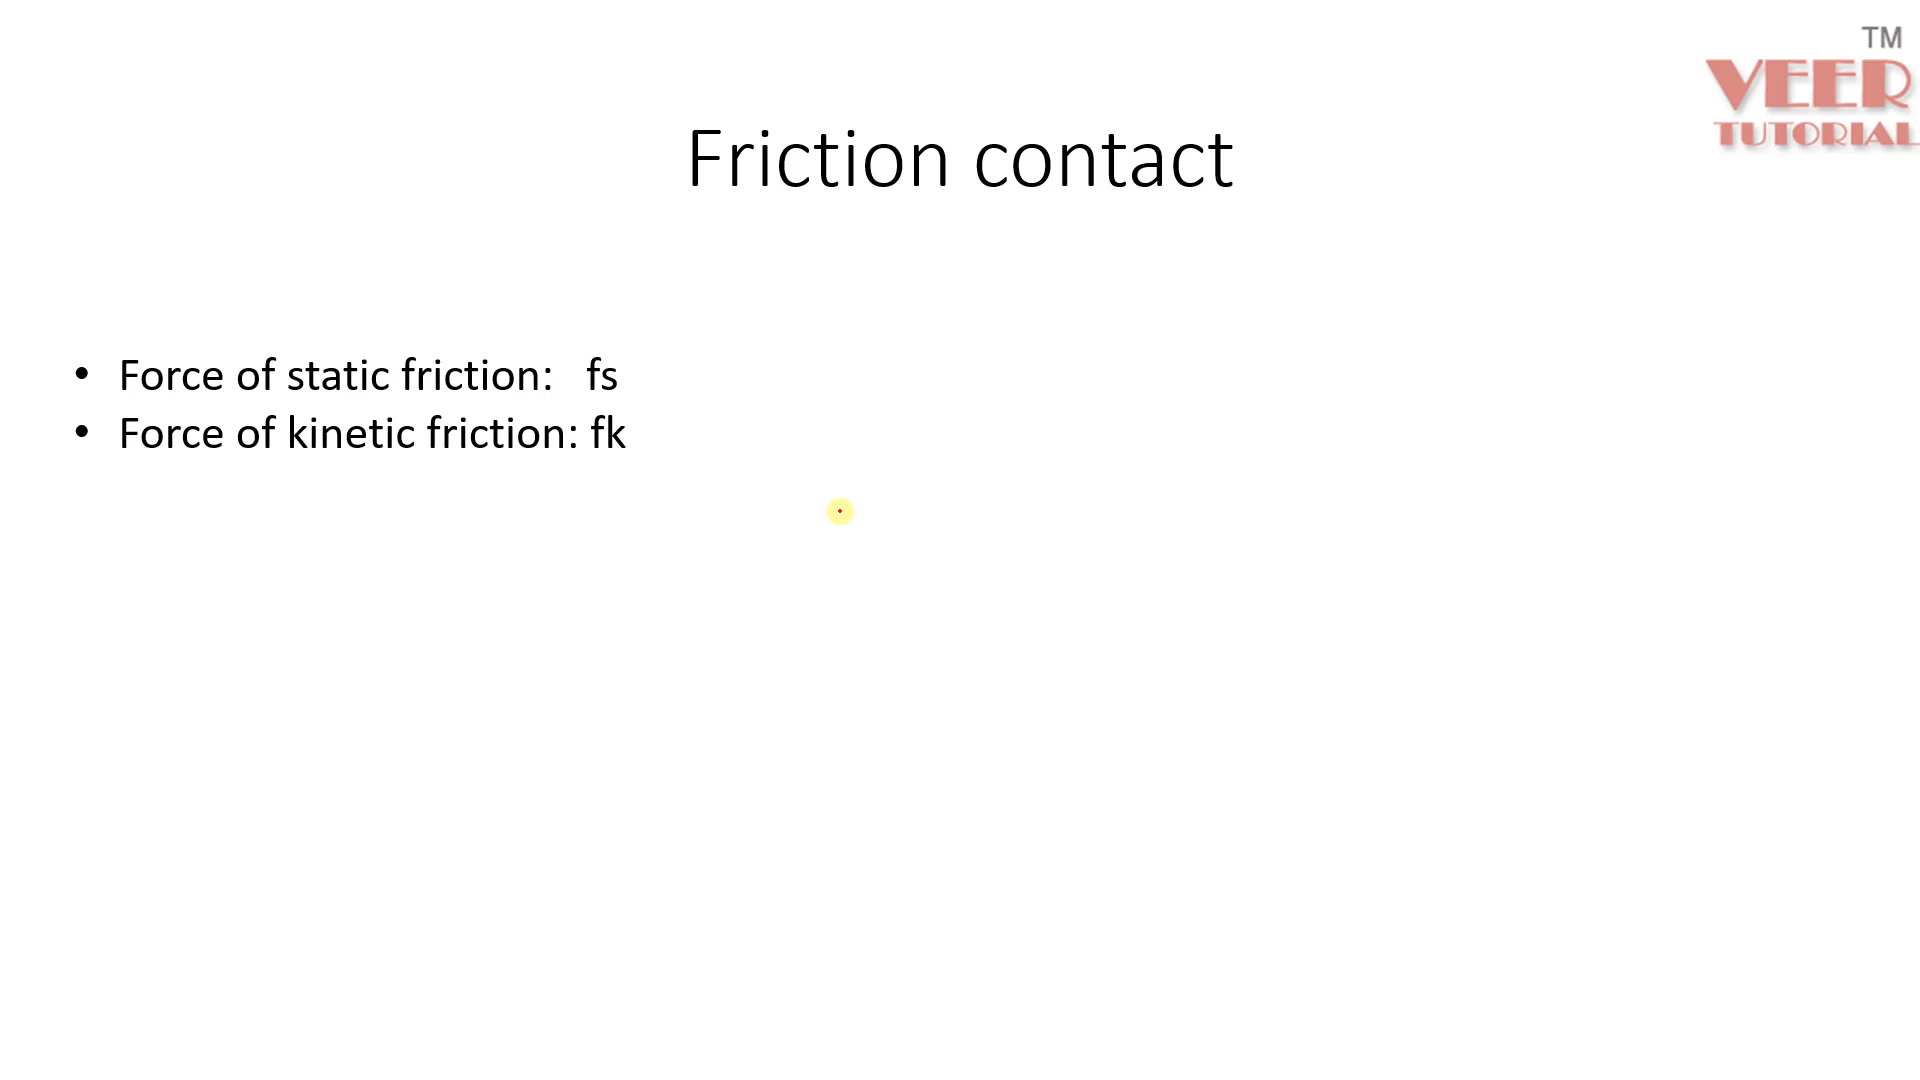 TM
VEER
TUTORIAL
Friction contact
• Force of static friction: fs
• Force of kinetic friction: fk